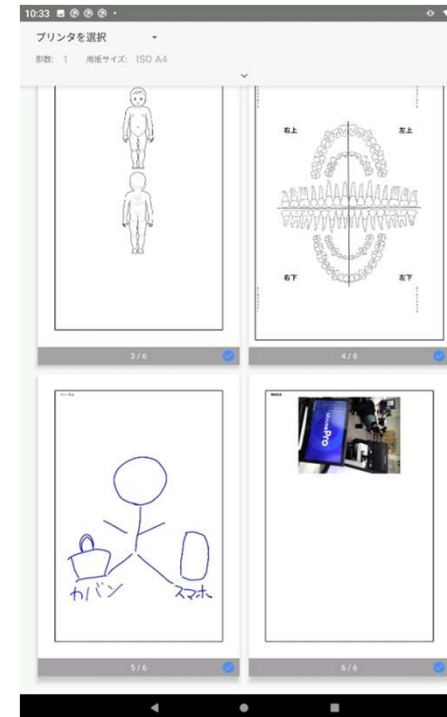 10:33
プリンタを選択
部数: 1 用紙サイズ: ISO A4
3/6
右上 左上
右下 左下
4/6
カバン スマホ
5/6
Pro
6/6